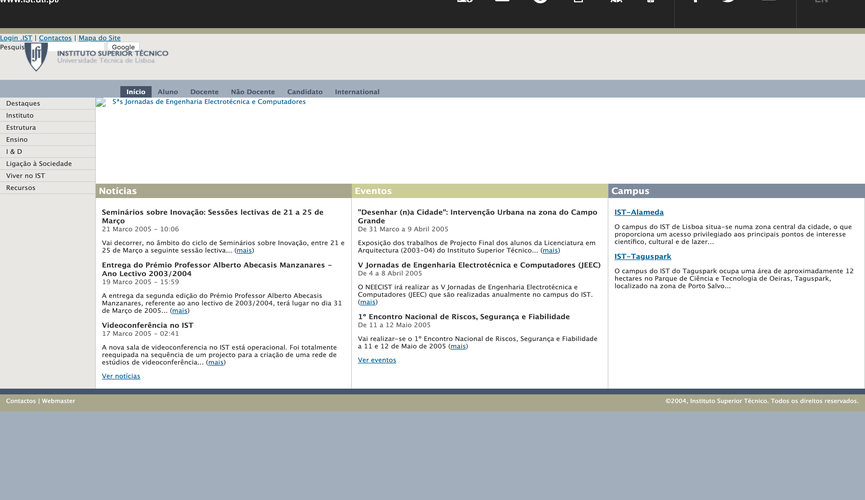 www.ist.utl.pt/
EN
Login .IST | Contactos | Mapa do Site
Pesquis
Google
INSTITUTO SUPERIOR TÉCNICO
Universidade Técnica de Lisboa
Início Aluno Docente Não Docente Candidato International
Destaques
Instituto
Estrutura
Ensino
I & D
Ligação à Sociedade
Viver no IST
Recursos
5ªs Jornadas de Engenharia Electrotécnica e Computadores
Notícias
Seminários sobre Inovação: Sessões lectivas de 21 a 25 de
Março
21 Marco 2005 - 10:06
Vai decorrer, no âmbito do ciclo de Seminários sobre Inovação, entre 21 e
25 de Março a seguinte sessão lectiva... (mais)
Entrega do Prémio Professor Alberto Abecasis Manzanares -
Ano Lectivo 2003/2004
19 Marco 2005 - 15:59
A entrega da segunda edição do Prémio Professor Alberto Abecasis
Manzanares, referente ao ano lectivo de 2003/2004, terá lugar no dia 31
de Março de 2005... (mais)
Videoconferência no IST
17 Marco 2005 - 02:41
A nova sala de videoconferencia no IST está operacional. Foi totalmente
reequipada na sequência de um projecto para a criação de uma rede de
estúdios de videoconferência... (mais)
Ver notícias
Eventos
"Desenhar (n)a Cidade": Intervenção Urbana na zona do Campo
Grande
De 31 Marco a 9 Abril 2005
Exposição dos trabalhos de Projecto Final dos alunos da Licenciatura em
Arquitectura (2003-04) do Instituto Superior Técnico... (mais)
V Jornadas de Engenharia Electrotécnica e Computadores (JEEC)
De 4 a 8 Abril 2005
O NEECIST irá realizar as V Jornadas de Engenharia Electrotécnica e
Computadores (JEEC) que são realizadas anualmente no campus do IST.
(mais)
1º Encontro Nacional de Riscos, Segurança e Fiabilidade
De 11 a 12 Maio 2005
Vai realizar-se o 1º Encontro Nacional de Riscos, Segurança e Fiabilidade
a 11 e 12 de Maio de 2005 (mais)
Ver eventos
Campus
IST-Alameda
O campus do IST de Lisboa situa-se numa zona central da cidade, o que
proporciona um acesso privilegiado aos principais pontos de interesse
científico, cultural e de lazer...
IST-Taguspark
O campus do IST do Taguspark ocupa uma área de aproximadamente 12
hectares no Parque de Ciência e Tecnologia de Oeiras, Taguspark,
localizado na zona de Porto Salvo...
Contactos | Webmaster
©2004, Instituto Superior Técnico. Todos os direitos reservados.